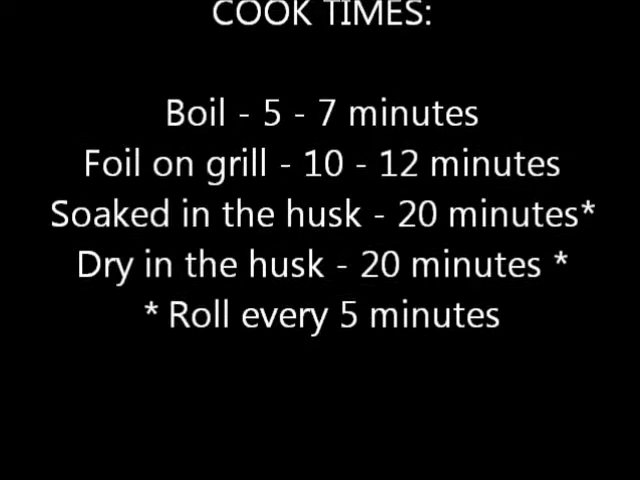 COOK TIMES:
Boil - 5 - 7 minutes
Foil on grill - 10 - 12 minutes
Soaked in the husk - 20 minutes*
Dry in the husk - 20 minutes *
* Roll every 5 minutes